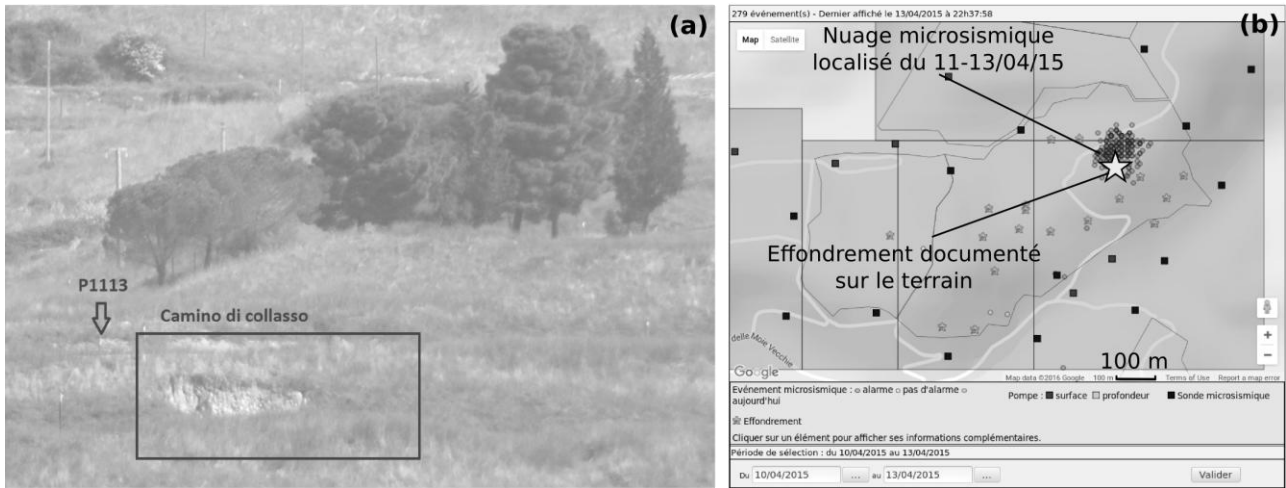 (a)
P1113
Camino di collasso
279 événement(s) - Dernier affiché le 13/04/2015 à 22h37:58
(b)
Map Satellite
Nuage microsismique
localisé du 11-13/04/15
Effondrement documenté
sur le terrain
delle Moie Vecchie
Google
100 m
Map data ©2016 Google 100 m Terms of Use Report a map error
Evénement microsismique : alarme pas d'alarme
aujourd'hui
Pompe : surface profondeur Sonde microsismique
Effondrement
Cliquer sur un élément pour afficher ses informations complémentaires.
Période de sélection : du 10/04/2015 au 13/04/2015
Du 10/04/2015 ... au 13/04/2015 ... Valider